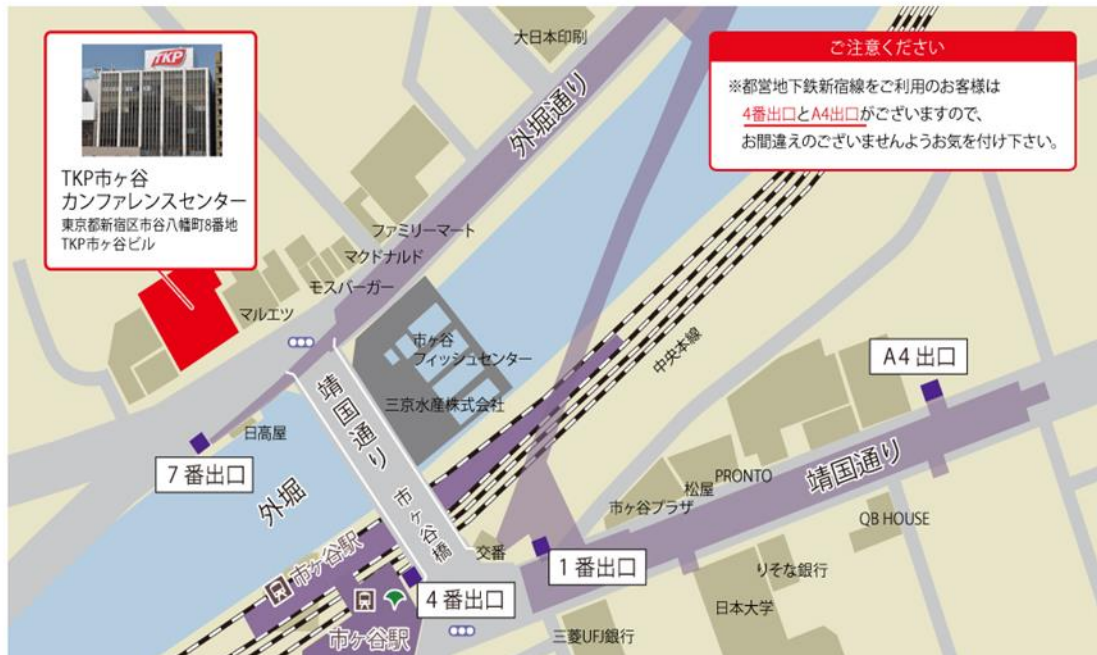 TKP
TKP市ヶ谷
カンファレンスセンター
東京都新宿区市谷八幡町8番地
TKP市ヶ谷ビル
大日本印刷
ご注意ください
※都営地下鉄新宿線をご利用のお客様は
4番出口とA4出口がございますので、
お間違えのございませんようお気を付け下さい。
外堀通り
ファミリーマート
マクドナルド
モスバーガー
マルエツ
市ヶ谷
フィッシュセンター
三京水産株式会社
中央本線
A4出口
靖国通り
日高屋
7番出口
外堀
市ヶ谷橋
靖国通り
PRONTO
松屋
市ヶ谷プラザ
QB HOUSE
交番
1番出口
りそな銀行
市ヶ谷駅
4番出口
日本大学
市ヶ谷駅
三菱UFJ銀行